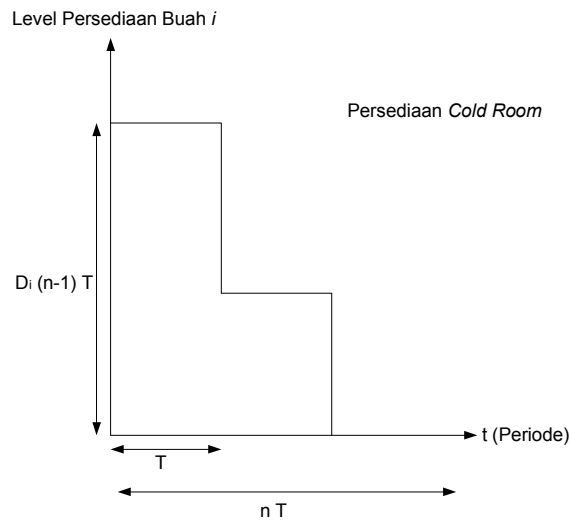 Level Persediaan Buah i
Persediaan Cold Room
Di (n-1) T
t (Periode)
T
n T